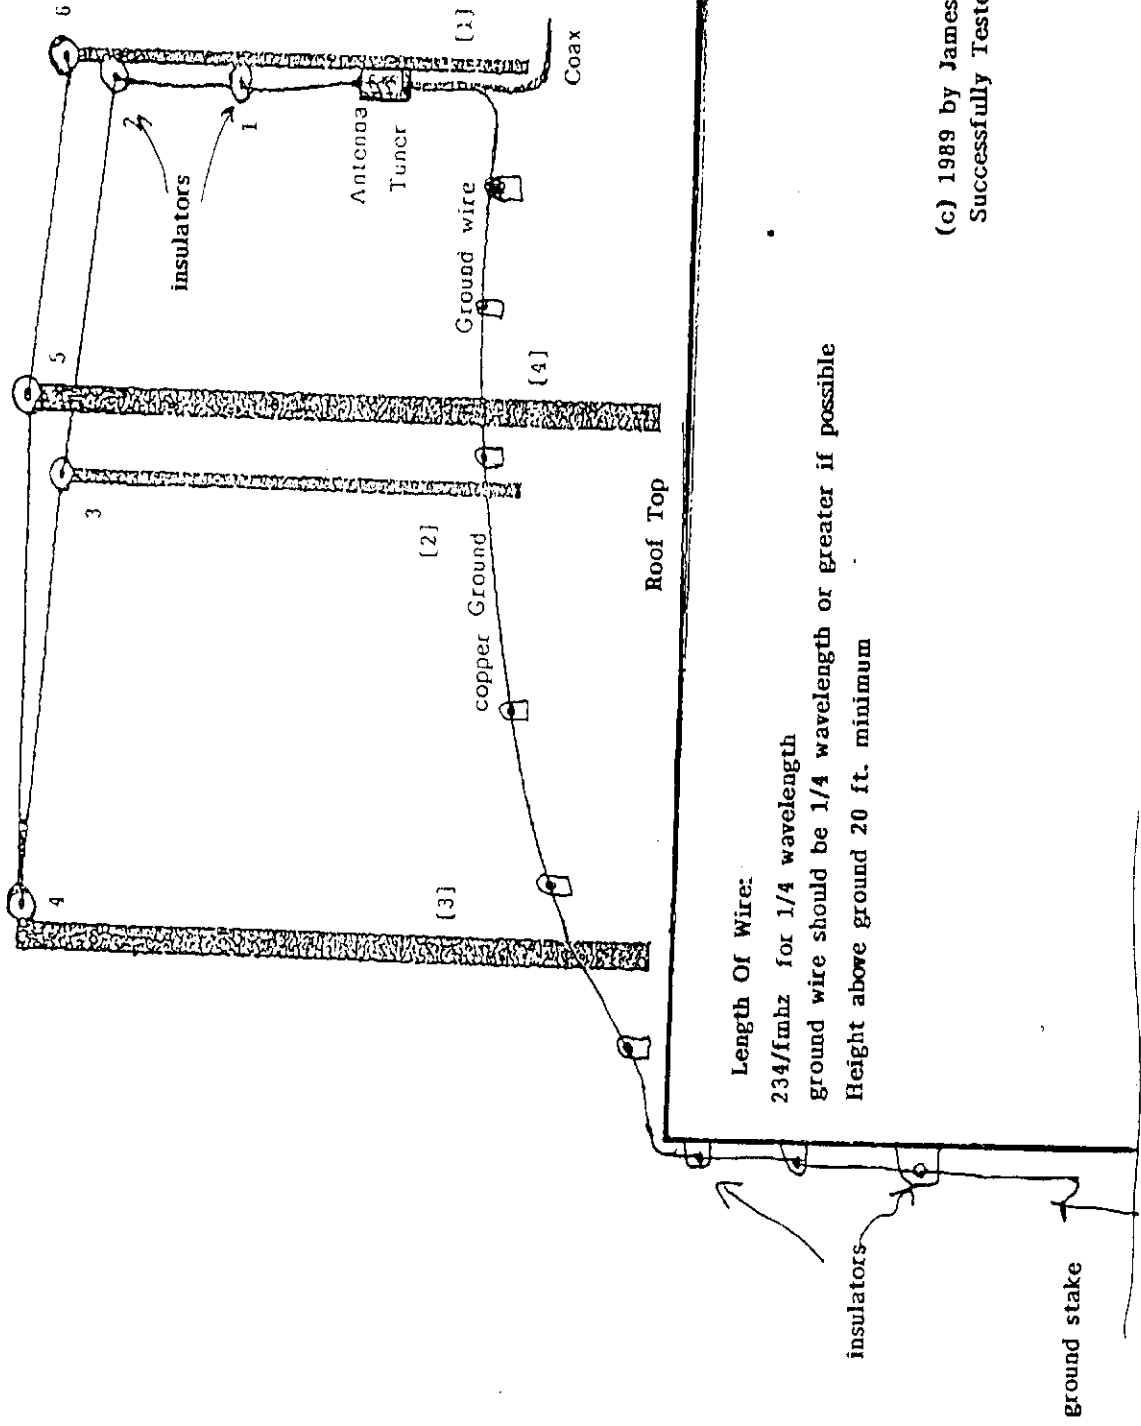 6
5
4
3
2
1
insulators
Antenna
Tuner
[1]
Coax
Ground wire
[4]
[2]
copper Ground
[3]
Roof Top
Length Of Wire:
234/fmhz for 1/4 wavelength
ground wire should be 1/4 wavelength or greater if possible
Height above ground 20 ft. minimum
insulators
ground stake
(c) 1989 by James
Successfully Teste